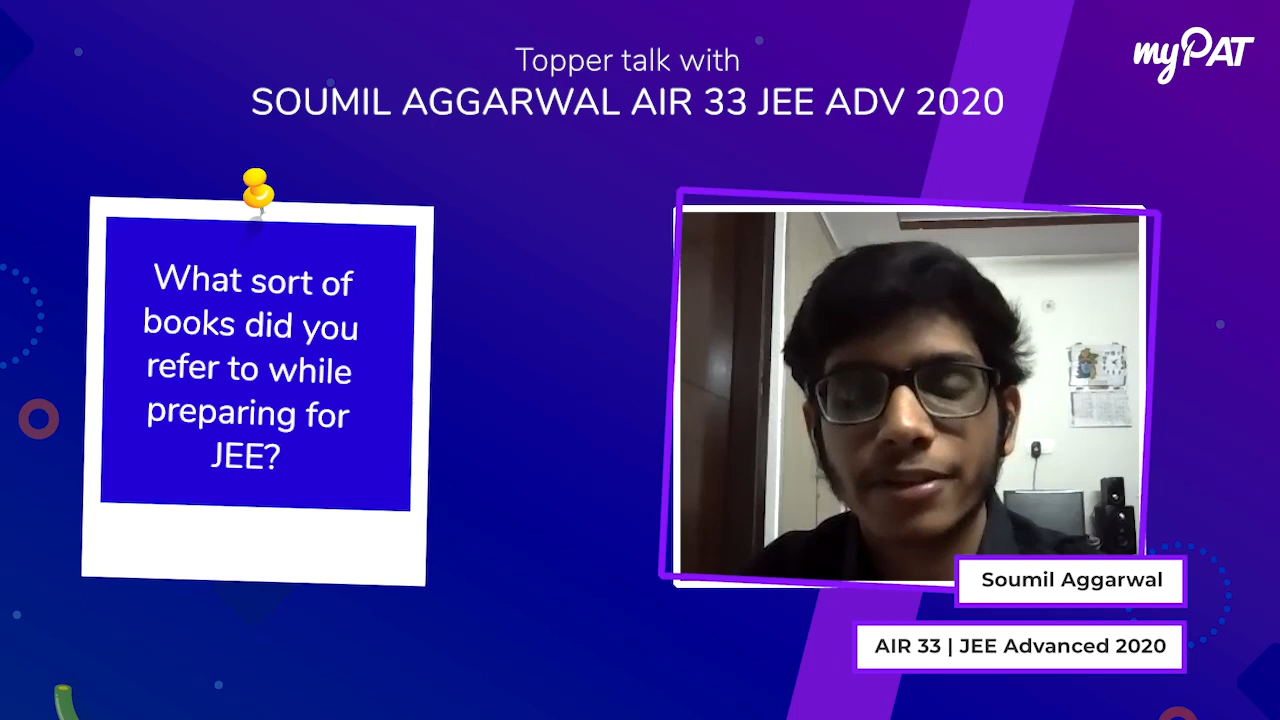 myPAT
Topper talk with
SOUMIL AGGARWAL AIR 33 JEE ADV 2020
What sort of
books did you
refer to while
preparing for
JEE?
Soumil Aggarwal
AIR 33 | JEE Advanced 2020